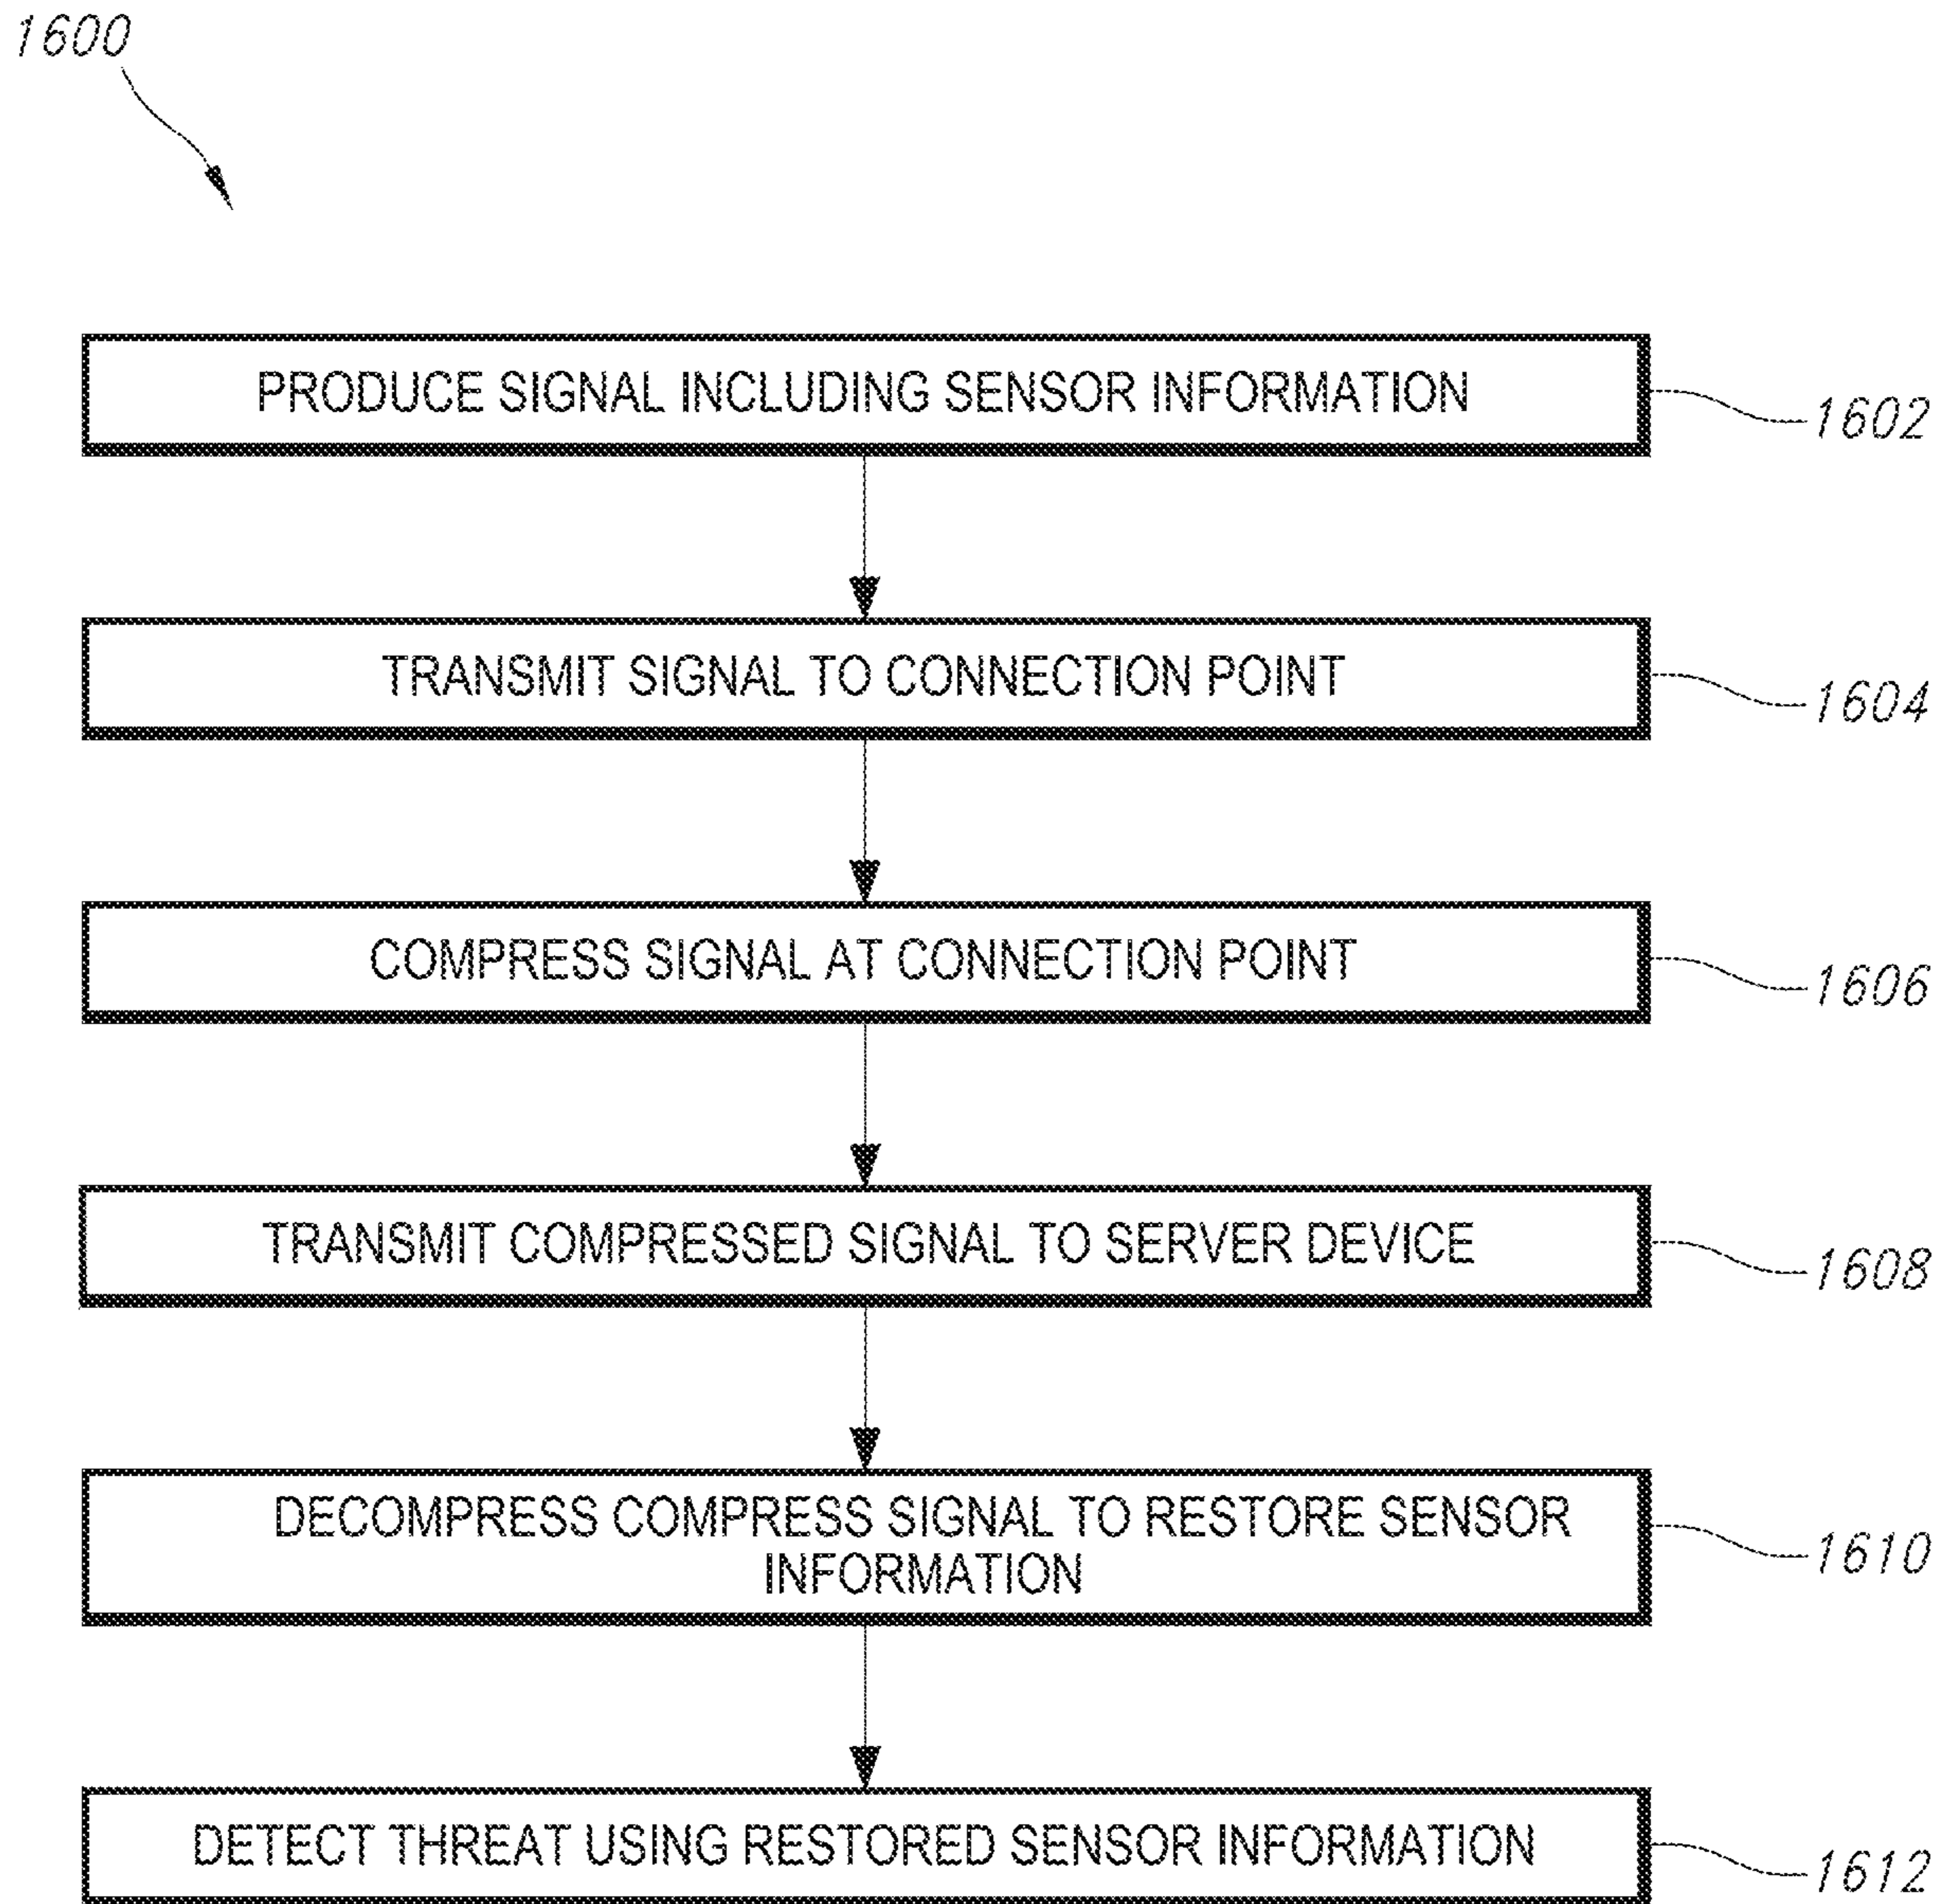 1600
PRODUCE SIGNAL INCLUDING SENSOR INFORMATION
1602
TRANSMIT SIGNAL TO CONNECTION POINT
1604
COMPRESS SIGNAL AT CONNECTION POINT
1606
TRANSMIT COMPRESSED SIGNAL TO SERVER DEVICE
1608
DECOMPRESS COMPRESS SIGNAL TO RESTORE SENSOR
INFORMATION
1610
DETECT THREAT USING RESTORED SENSOR INFORMATION
1612